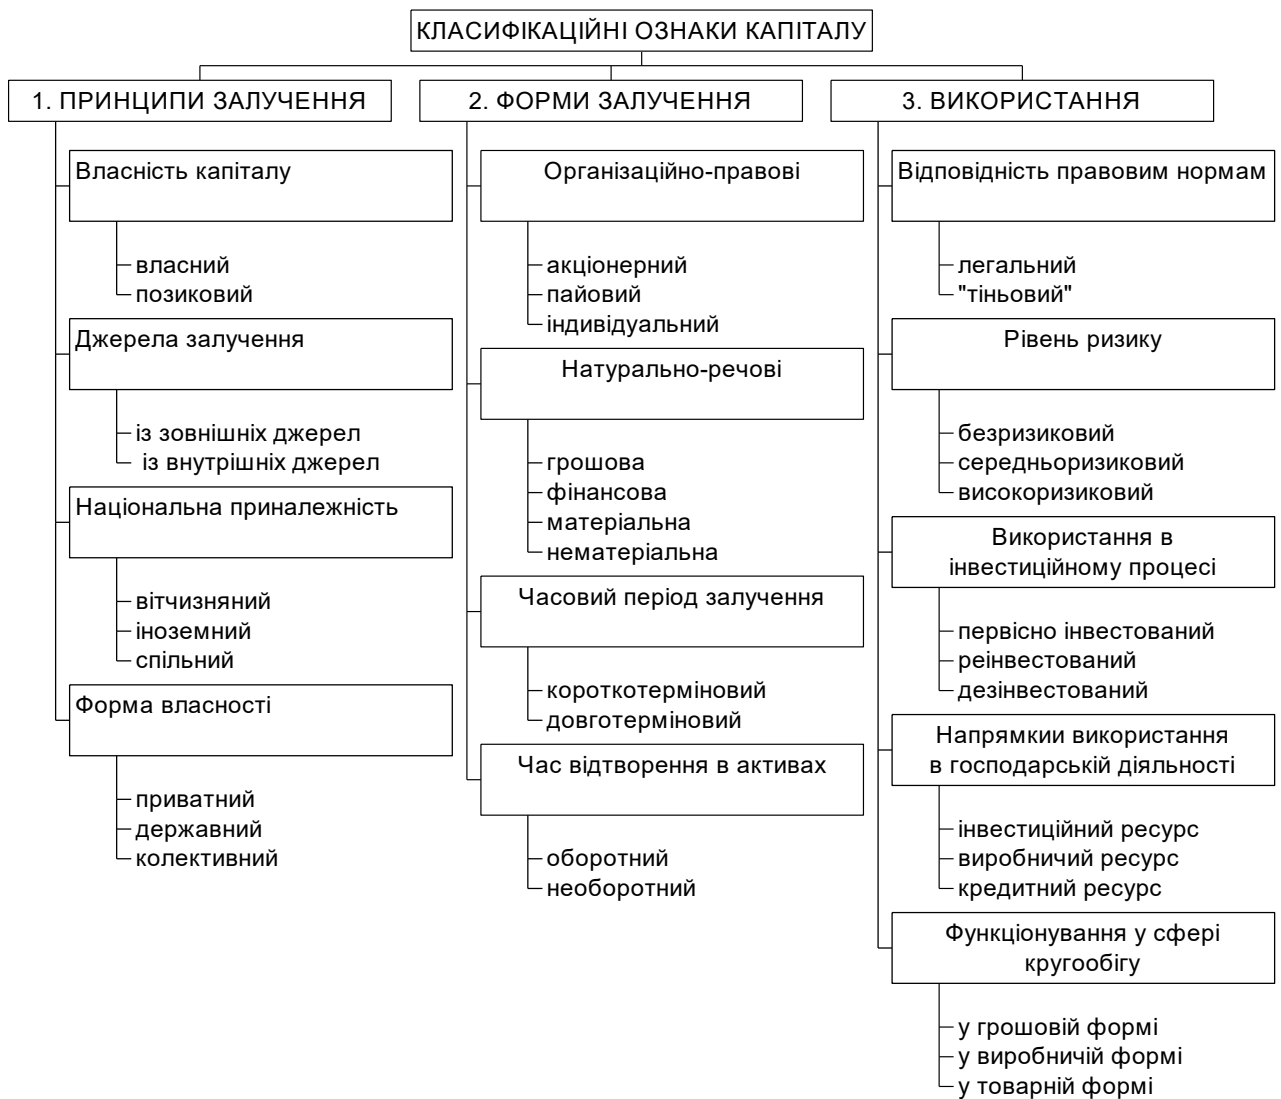 КЛАСИФІКАЦІЙНІ ОЗНАКИ КАПІТАЛУ
1. ПРИНЦИПИ ЗАЛУЧЕННЯ
Власність капіталу
власний
позиковий
Джерела залучення
із зовнішніх джерел
із внутрішніх джерел
Національна приналежність
вітчизняний
іноземний
спільний
Форма власності
приватний
державний
колективний
2. ФОРМИ ЗАЛУЧЕННЯ
Організаційно-правові
акціонерний
пайовий
індивідуальний
Натурально-речові
грошова
фінансова
матеріальна
нематеріальна
Часовий період залучення
короткотерміновий
довготерміновий
Час відтворення в активах
оборотний
необоротний
3. ВИКОРИСТАННЯ
Відповідність правовим нормам
легальний
"тіньовий"
Рівень ризику
безризиковий
середньоризиковий
високоризиковий
Використання в
інвестиційному процесі
первісно інвестований
реінвестований
дезінвестований
Напрямкии використання
в господарській діяльності
інвестиційний ресурс
виробничий ресурс
кредитний ресурс
Функціонування у сфері
кругообігу
у грошовій формі
у виробничій формі
у товарній формі